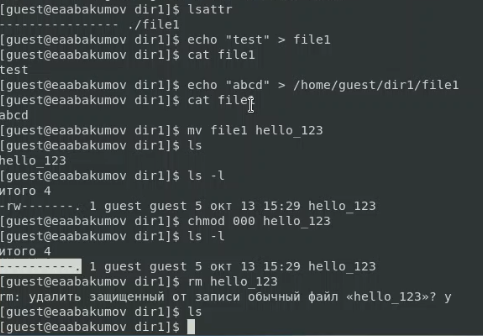 [guest@eaabakumov dir1]$ lsattr
---------------- ./file1
[guest@eaabakumov dir1]$ echo "test" > file1
[guest@eaabakumov dir1]$ cat file1
test
[guest@eaabakumov dir1]$ echo "abcd" > /home/guest/dir1/file1
[guest@eaabakumov dir1]$ cat file1
abcd
[guest@eaabakumov dir1]$ mv file1 hello_123
[guest@eaabakumov dir1]$ ls
hello_123
[guest@eaabakumov dir1]$ ls -l
итого 4
-rw-------. 1 guest guest 5 окт 13 15:29 hello_123
[guest@eaabakumov dir1]$ chmod 000 hello_123
[guest@eaabakumov dir1]$ ls -l
итого 4
----------. 1 guest guest 5 окт 13 15:29 hello_123
[guest@eaabakumov dir1]$ rm hello_123
rm: удалить защищенный от записи обычный файл «hello_123»? y
[guest@eaabakumov dir1]$ ls
[guest@eaabakumov dir1]$